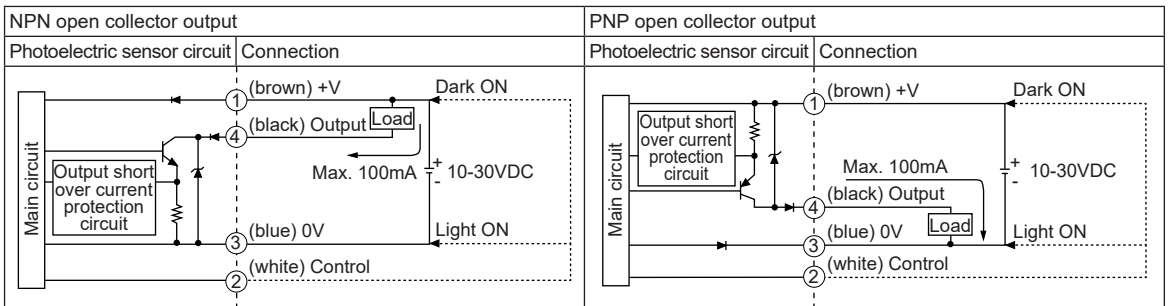 NPN open collector output
Photoelectric sensor circuit
Connection
(brown) +V
Dark ON
1
Load
(black) Output
4
Main circuit
Output short
over current
protection
circuit
Max. 100mA
+
-
10-30VDC
(blue) 0V
Light ON
3
(white) Control
2
PNP open collector output
Photoelectric sensor circuit
Connection
(brown) +V
Dark ON
1
Main circuit
Output short
over current
protection
circuit
Max. 100mA
+
-
10-30VDC
(black) Output
4
Load
(blue) 0V
Light ON
3
(white) Control
2